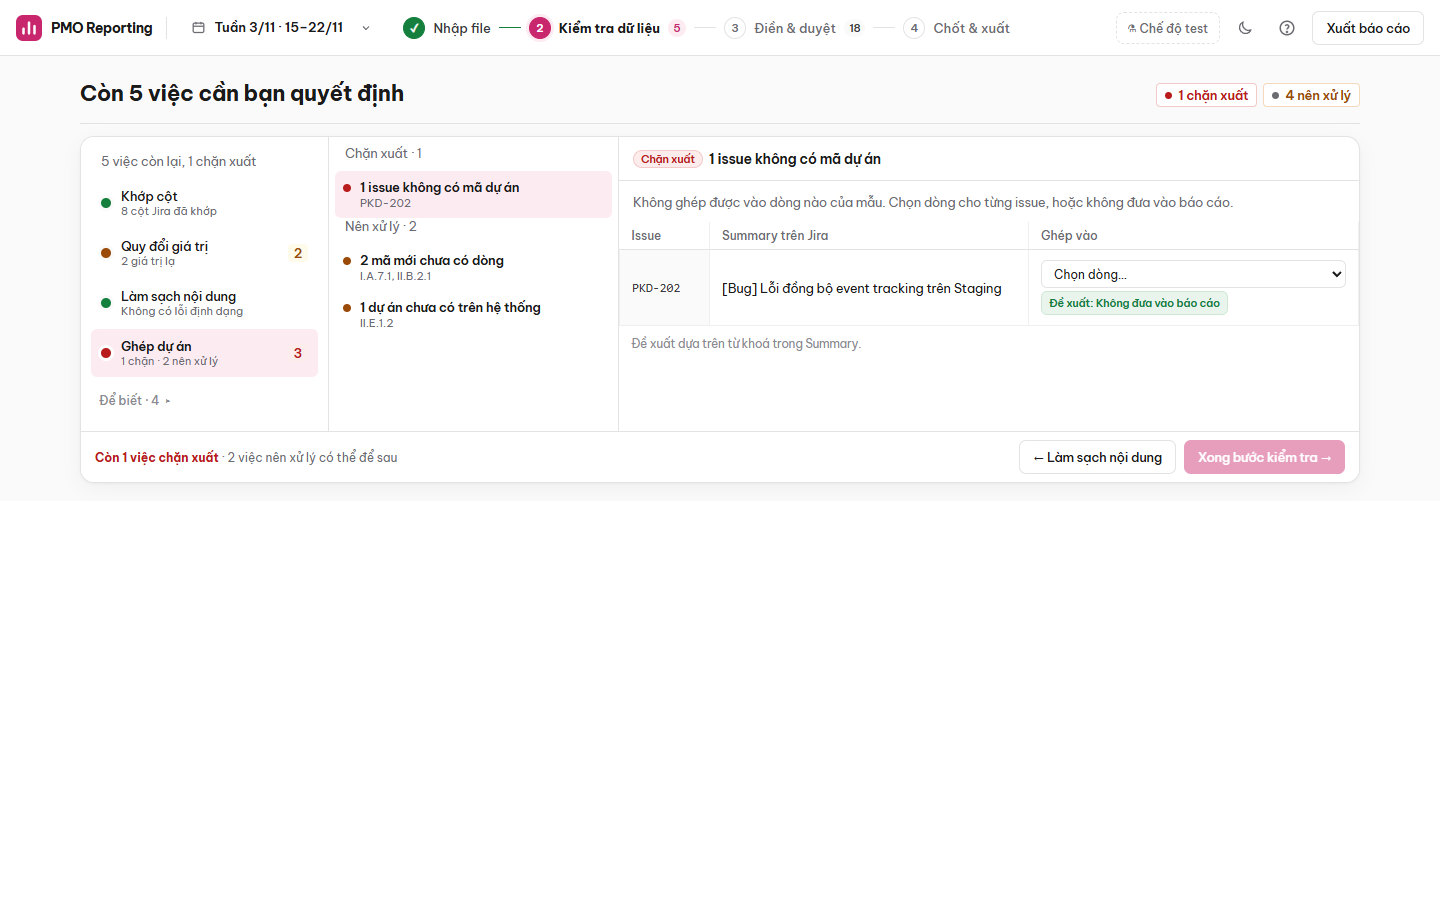 PMO Reporting
Tuần 3/11 · 15–22/11
Nhập file
2 Kiểm tra dữ liệu 5
3 Điền & duyệt 18
4 Chốt & xuất
Chế độ test
Xuất báo cáo
Còn 5 việc cần bạn quyết định
1 chặn xuất
4 nên xử lý
5 việc còn lại, 1 chặn xuất
Khớp cột
8 cột Jira đã khớp
Quy đổi giá trị 2
2 giá trị lạ
Làm sạch nội dung
Không có lỗi định dạng
Ghép dự án 3
1 chặn · 2 nên xử lý
Để biết · 4 ▸
Chặn xuất · 1
1 issue không có mã dự án
PKD-202
Nên xử lý · 2
2 mã mới chưa có dòng
I.A.7.1, II.B.2.1
1 dự án chưa có trên hệ thống
II.E.1.2
Chặn xuất 1 issue không có mã dự án
Không ghép được vào dòng nào của mẫu. Chọn dòng cho từng issue, hoặc không đưa vào báo cáo.
Issue Summary trên Jira Ghép vào
PKD-202 [Bug] Lỗi đồng bộ event tracking trên Staging Chọn dòng...
Đề xuất: Không đưa vào báo cáo
Đề xuất dựa trên từ khoá trong Summary.
Còn 1 việc chặn xuất · 2 việc nên xử lý có thể để sau
← Làm sạch nội dung
Xong bước kiểm tra →